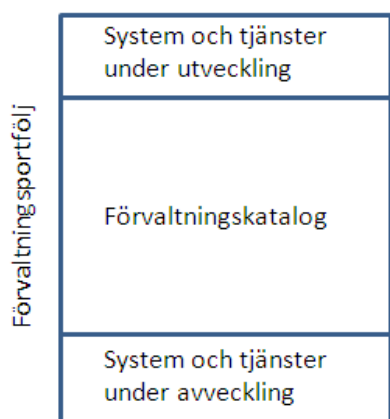 Förvaltningsportfölj
System och tjänster
under utveckling
Förvaltningskatalog
System och tjänster
under avveckling